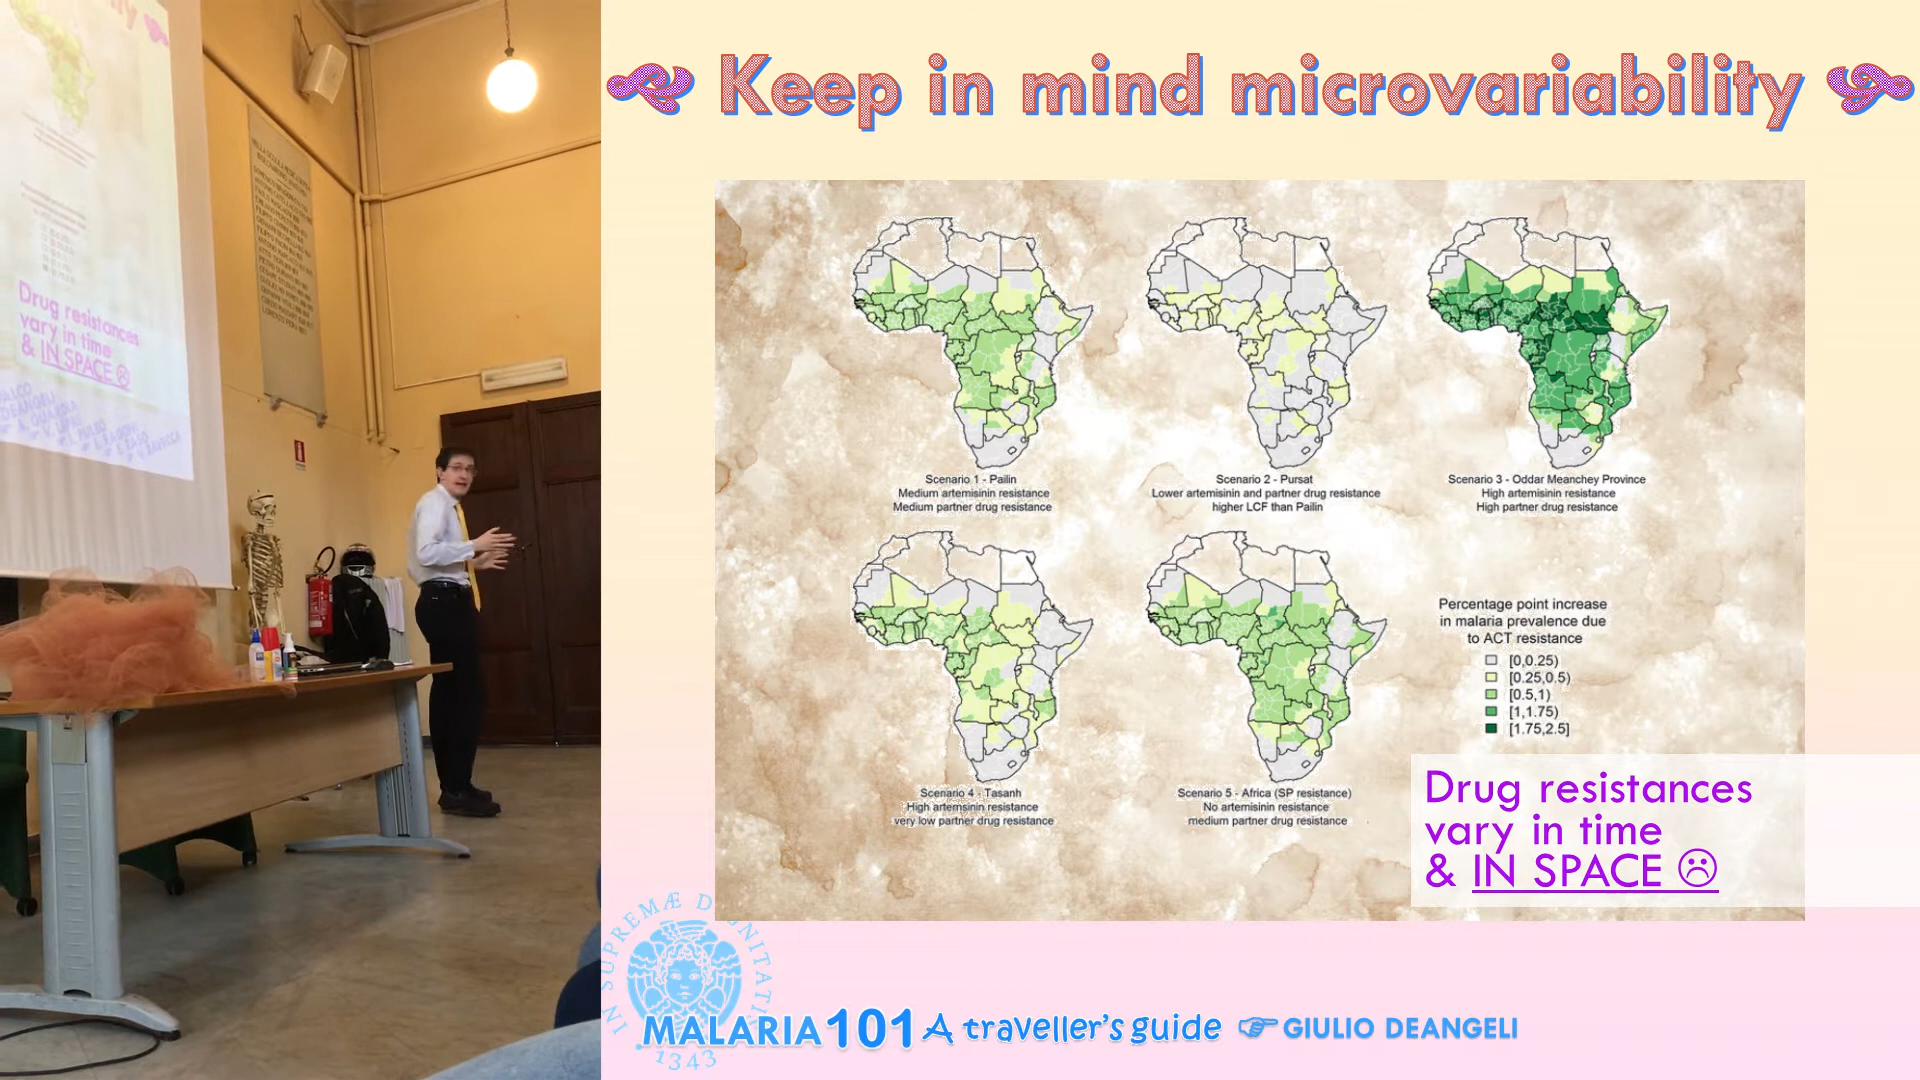 Keep in mind microvariability
Scenario 1 - Pailin
Medium artemisinin resistance
Medium partner drug resistance
Scenario 2 - Pursat
Lower artemisinin and partner drug resistance
higher LCF than Pailin
Scenario 3 - Oddar Meanchey Province
High artemisinin resistance
High partner drug resistance
Scenario 4 - Tasanh
High artemsinin resistance
very low partner drug resistance
Scenario 5 - Africa (SP resistance)
No artemisinin resistance
medium partner drug resistance
Percentage point increase
in malaria prevalence due
to ACT resistance
[0,0.25)
[0.25,0.5)
[0.5,1)
[1,1.75)
[1.75,2.5]
Drug resistances
vary in time
& IN SPACE ☹
IN SUPREMÆ DIGNITATI
1343
MALARIA101 A traveller's guide ☞ GIULIO DEANGELI
Drug resistances
vary in time
& IN SPACE ☹